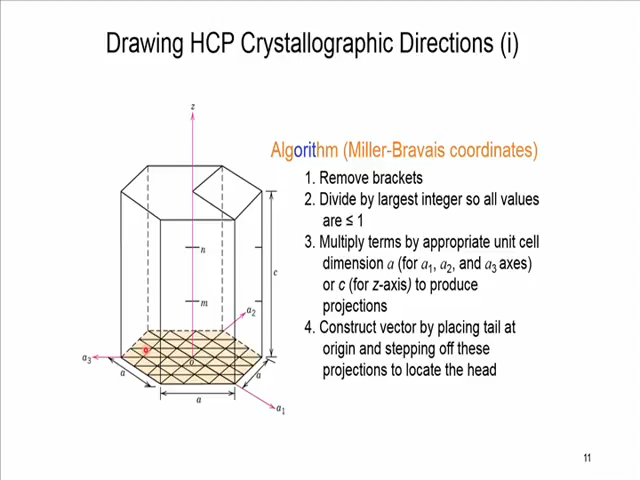 Drawing HCP Crystallographic Directions (i)
Algorithm (Miller-Bravais coordinates)
1. Remove brackets
2. Divide by largest integer so all values
are ≤ 1
3. Multiply terms by appropriate unit cell
dimension a (for a1, a2, and a3 axes)
or c (for z-axis) to produce
projections
4. Construct vector by placing tail at
origin and stepping off these
projections to locate the head
z
n
c
m
a2
a3
o
a
a
a
a1
11